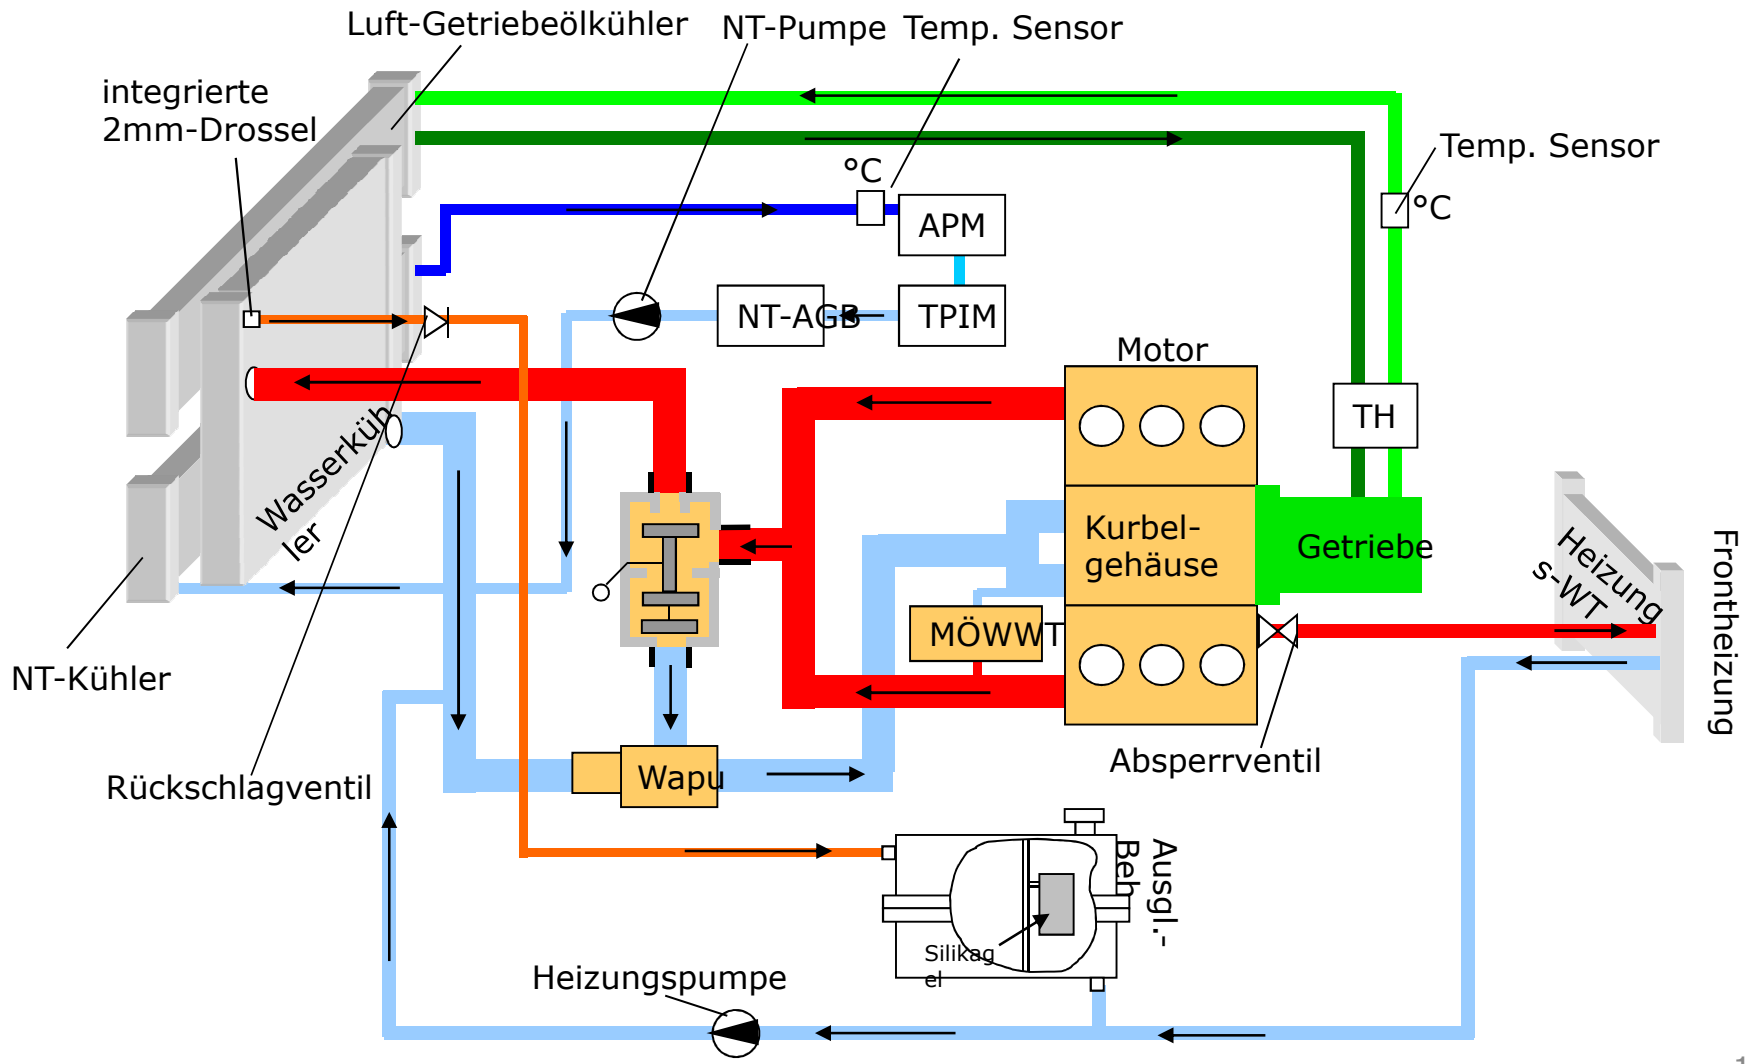 Luft-Getriebeölkühler
NT-Pumpe
Temp. Sensor
integrierte
2mm-Drossel
Temp. Sensor
°C
°C
APM
NT-AGB
TPIM
Motor
TH
Wasserküh
ler
Kurbel-
gehäuse
Getriebe
Heizung
s-WT
Frontheizung
MÖWWT
NT-Kühler
Absperrventil
Rückschlagventil
Wapu
Ausgl.-
Beh
Silikag
el
Heizungspumpe
1